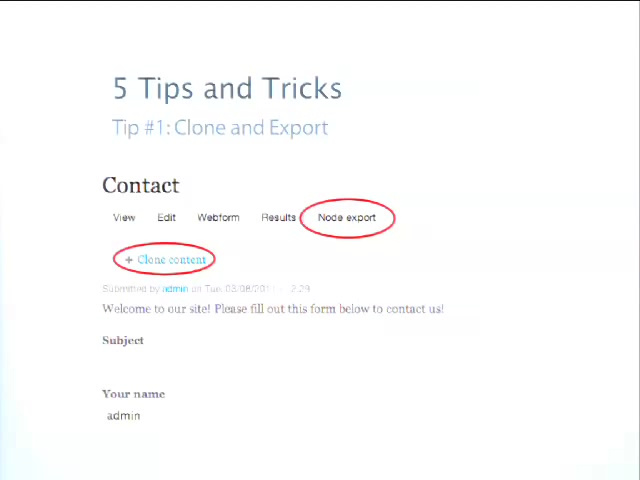 5 Tips and Tricks
Tip #1: Clone and Export
Contact
View Edit Webform Results Node export
+ Clone content
Submitted by admin on Tue, 03/08/2011 - 2:29
Welcome to our site! Please fill out this form below to contact us!
Subject
Your name
admin